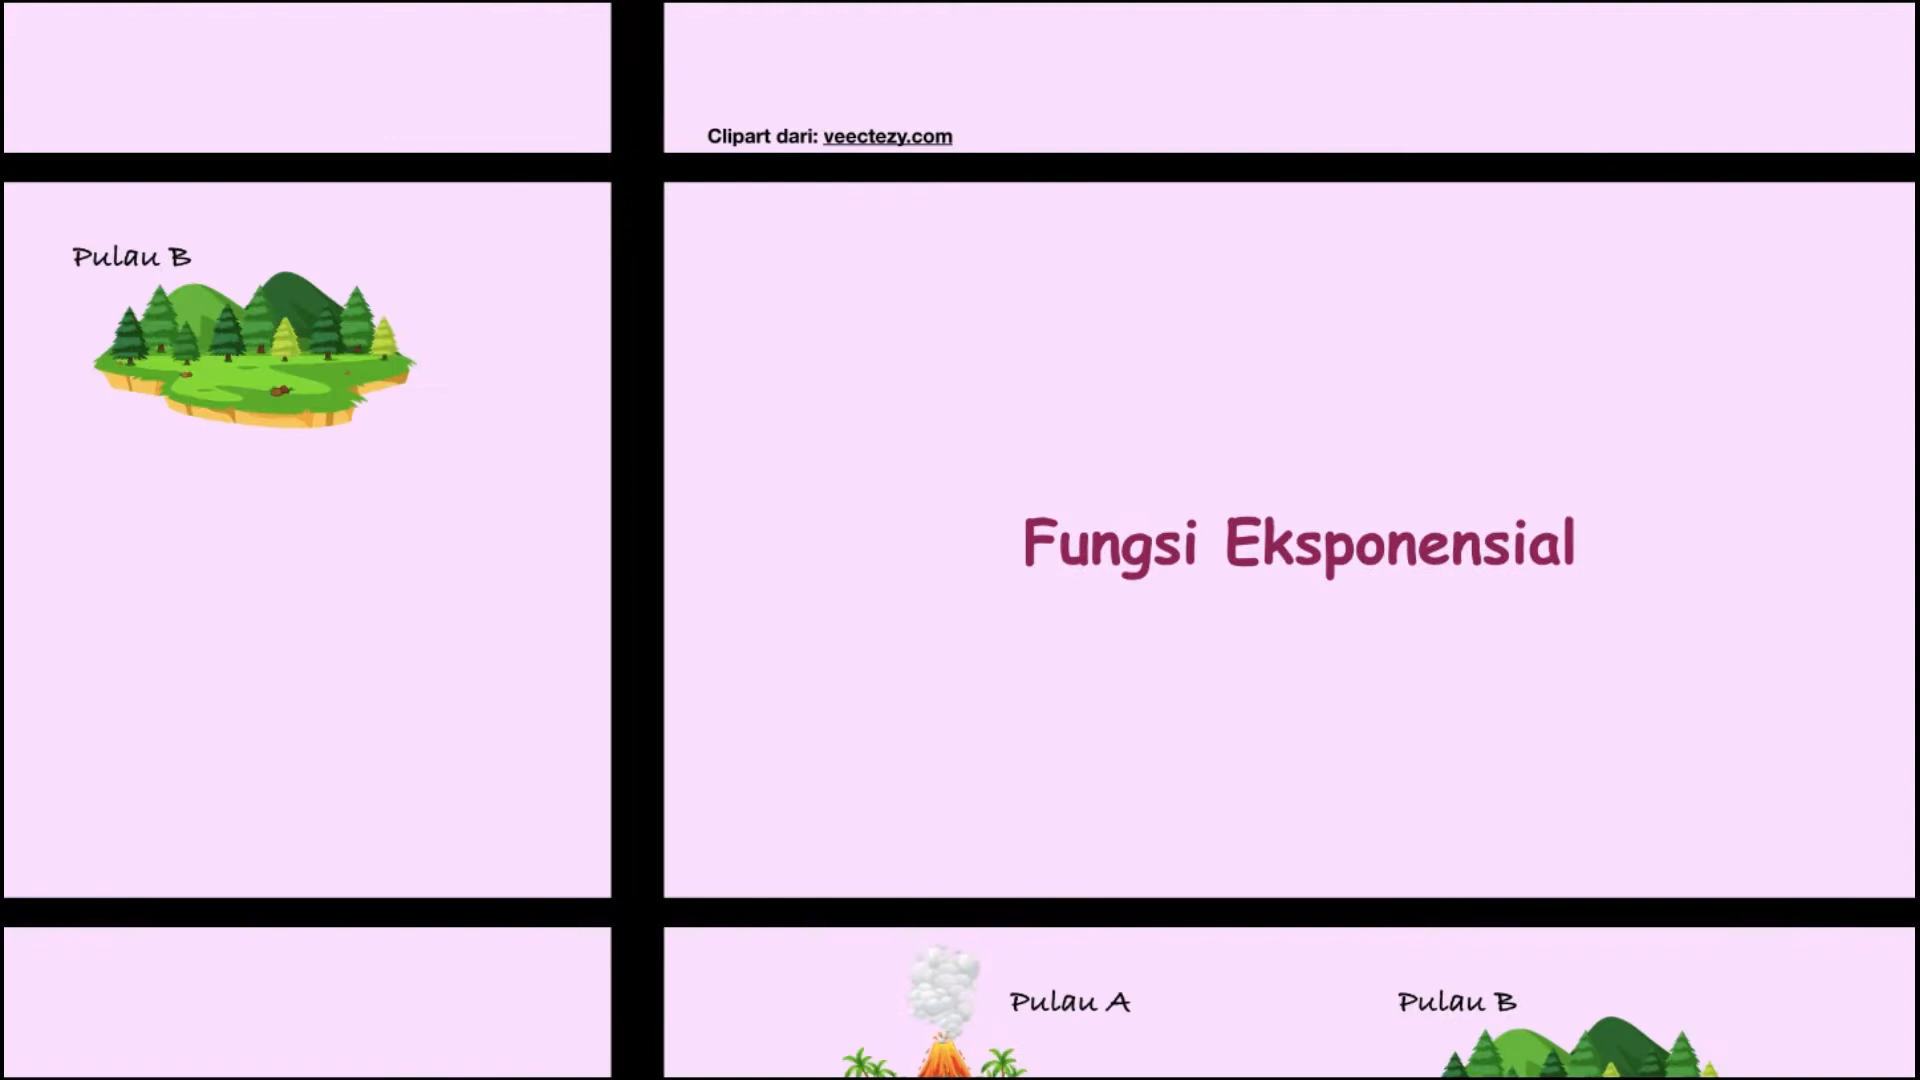 Clipart dari: veectezy.com
Pulau B
Fungsi Eksponensial
Pulau A
Pulau B